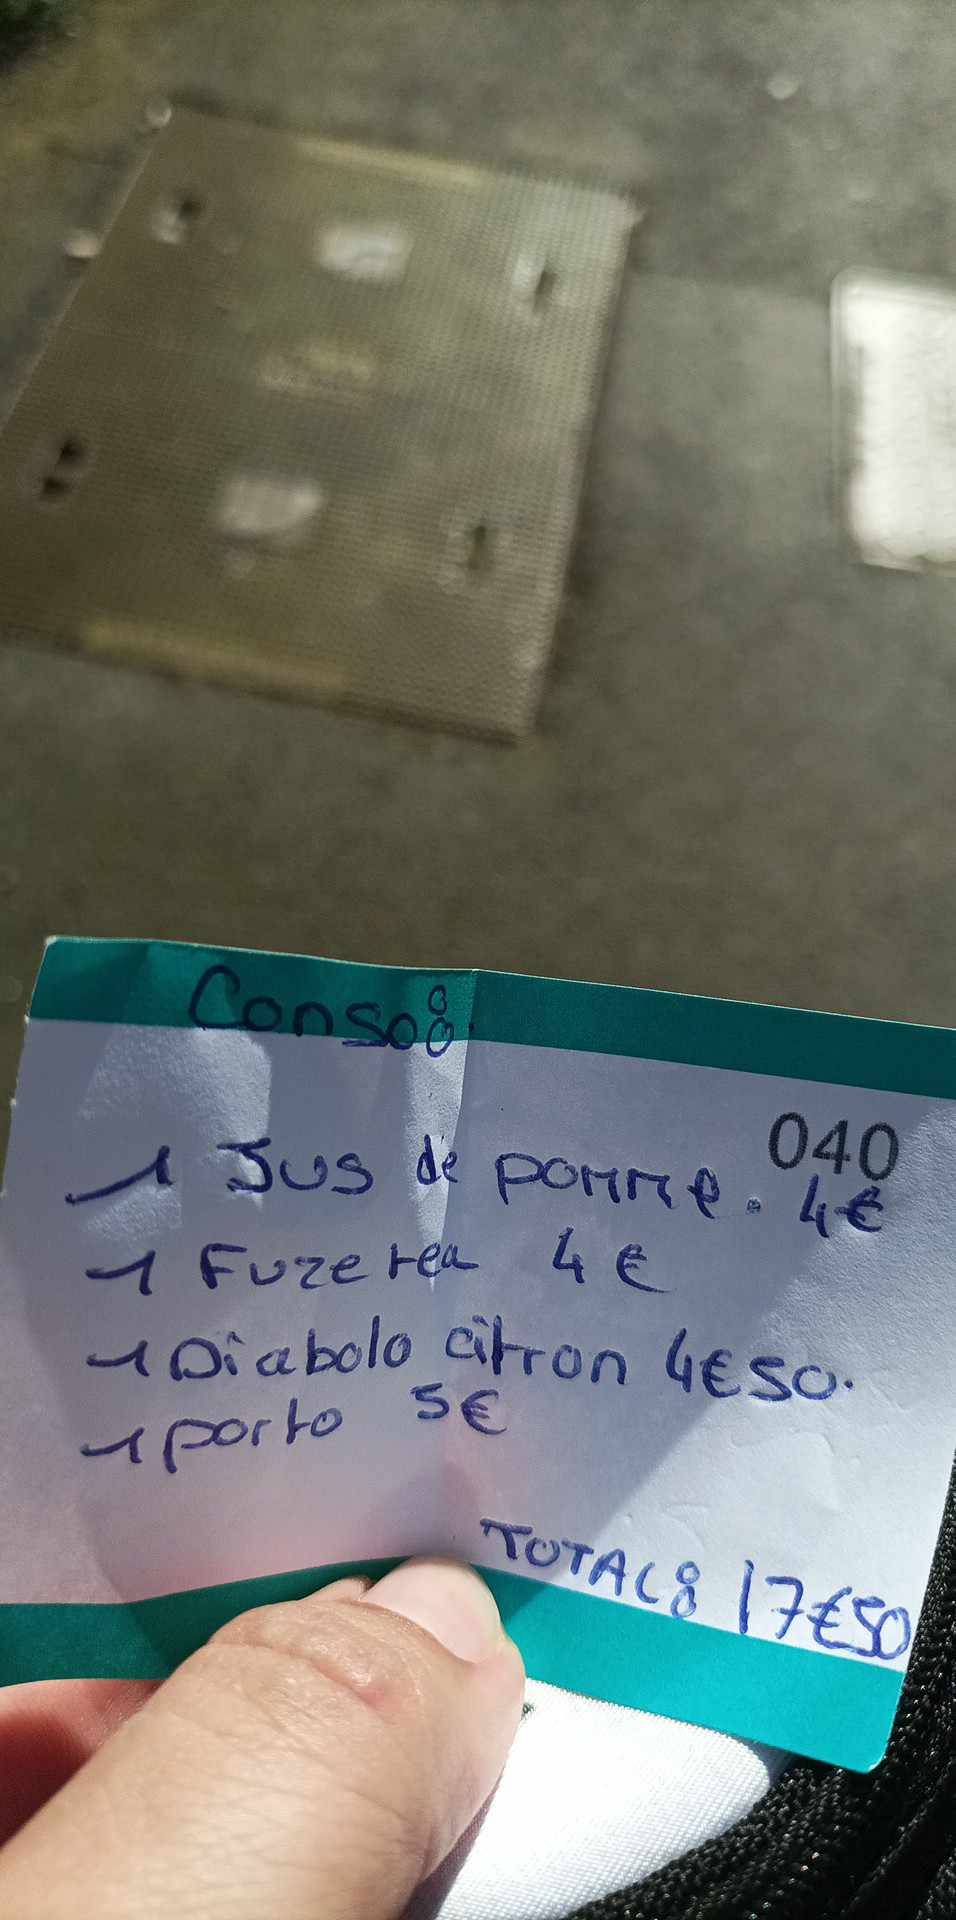 Conso:
040
1 Jus de pomme. 4€
1 Fuze tea 4€
1 Diabolo citron 4€50.
1 porto 5€
TOTAL: 17€50